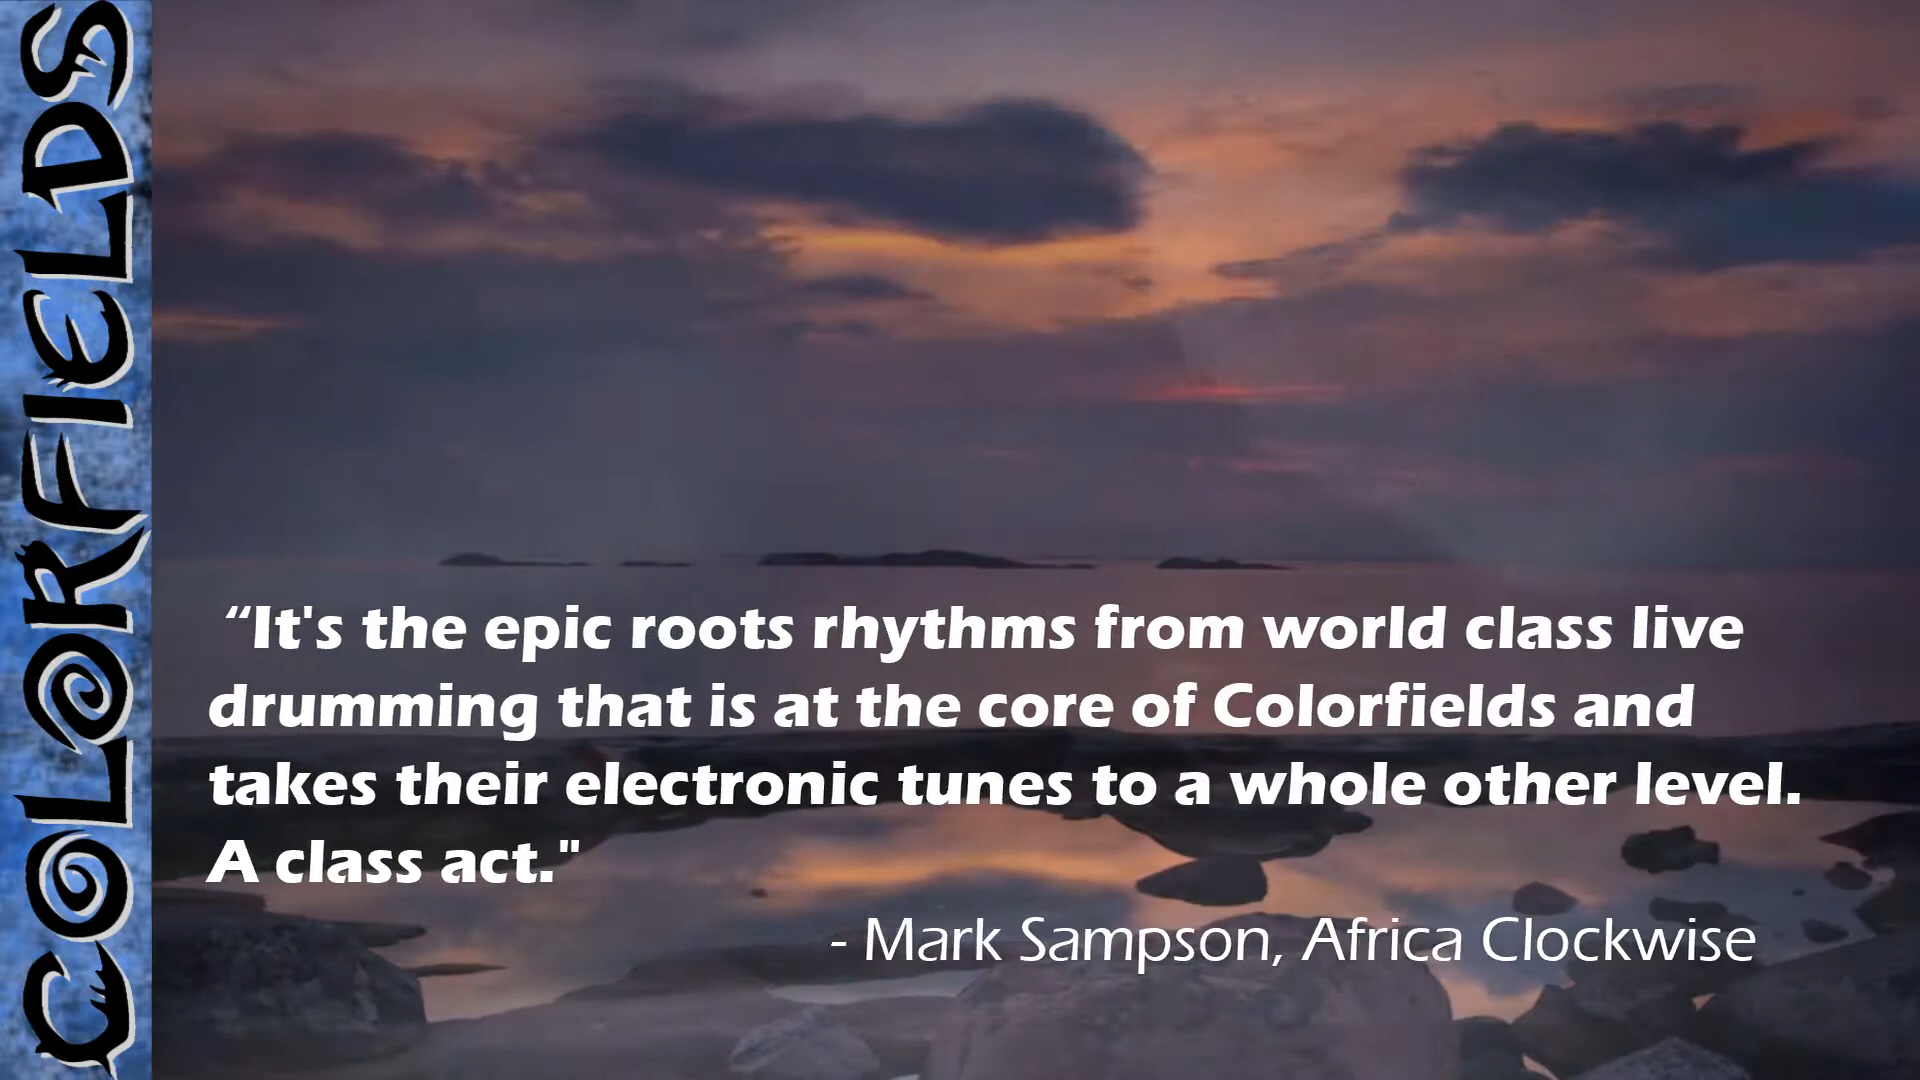 COLORFIELDS
“It's the epic roots rhythms from world class live
drumming that is at the core of Colorfields and
takes their electronic tunes to a whole other level.
A class act."
- Mark Sampson, Africa Clockwise